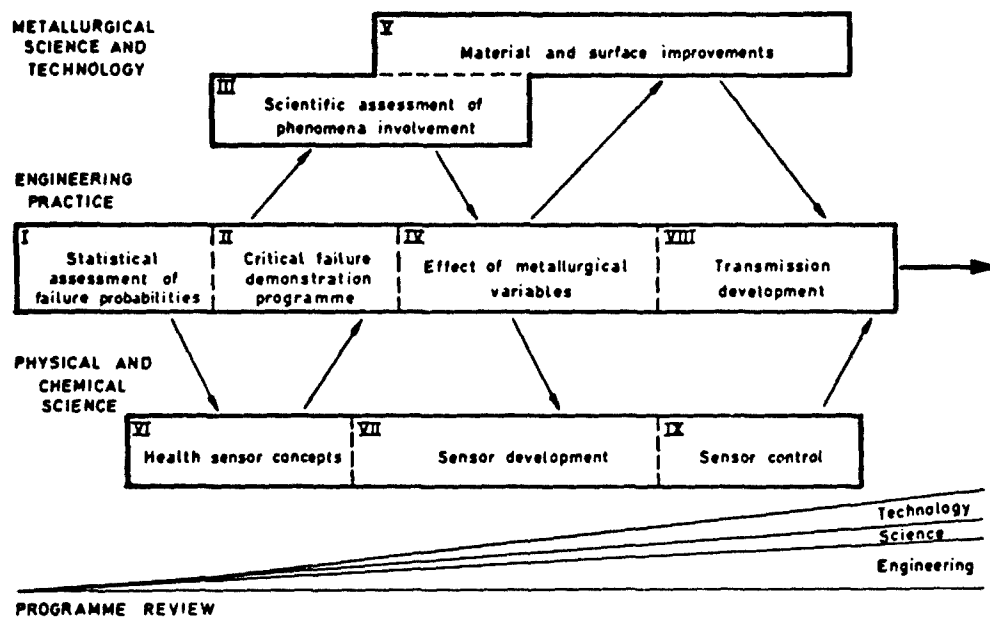 METALLURGICAL
SCIENCE AND
TECHNOLOGY
V
Material and surface improvements
III
Scientific assessment of
phenomena involvement
ENGINEERING
PRACTICE
I
Statistical
assessment of
failure probabilities
II
Critical failure
demonstration
programme
IV
Effect of metallurgical
variables
VIII
Transmission
development
PHYSICAL AND
CHEMICAL
SCIENCE
VI
Health sensor concepts
VII
Sensor development
IX
Sensor control
Technology
Science
Engineering
PROGRAMME REVIEW